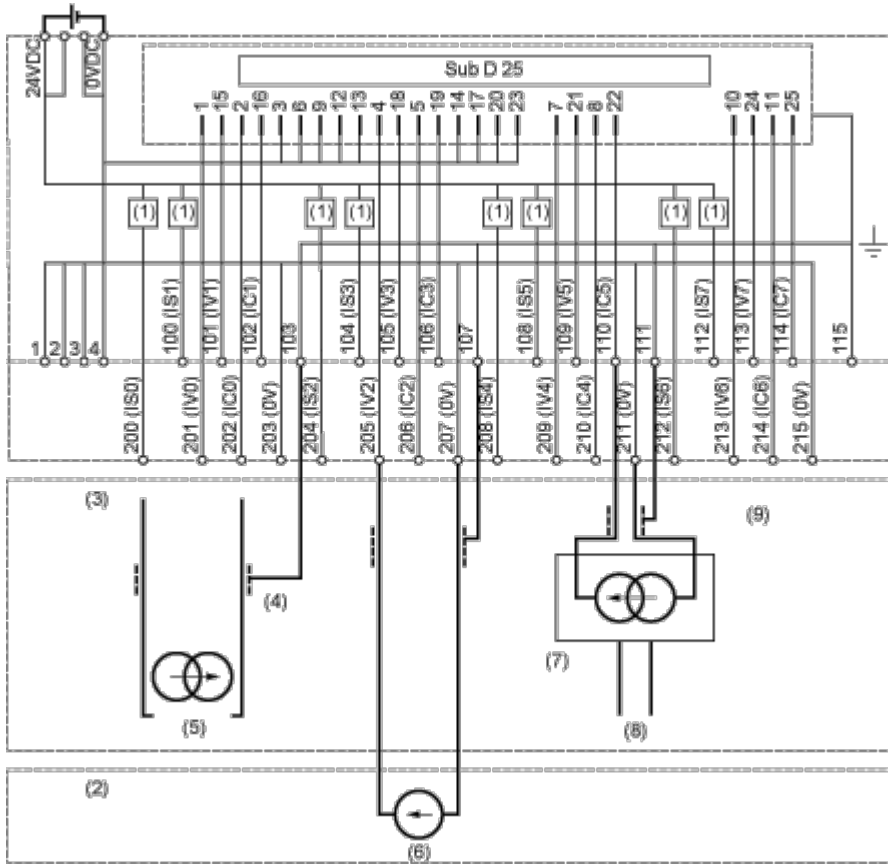 24VDC
0VDC
Sub D 25
1
15
2
16
3
6
9
12
13
4
18
5
19
14
17
20
23
7
21
8
22
10
24
11
25
(1)
(1)
(1)
(1)
(1)
(1)
(1)
(1)
1
2
3
4
100 (IS1)
101 (IV1)
102 (IC1)
103
104 (IS3)
105 (IV3)
106 (IC3)
107
108 (IS5)
109 (IV5)
110 (IC5)
111
112 (IS7)
113 (IV7)
114 (IC7)
115
200 (IS0)
201 (IV0)
202 (IC0)
203 (0V)
204 (IS2)
205 (IV2)
206 (IC2)
207 (0V)
208 (IS4)
209 (IV4)
210 (IC4)
211 (0V)
212 (IS6)
213 (IV6)
214 (IC6)
215 (0V)
(3)
(9)
(4)
(7)
(5)
(8)
(2)
(6)